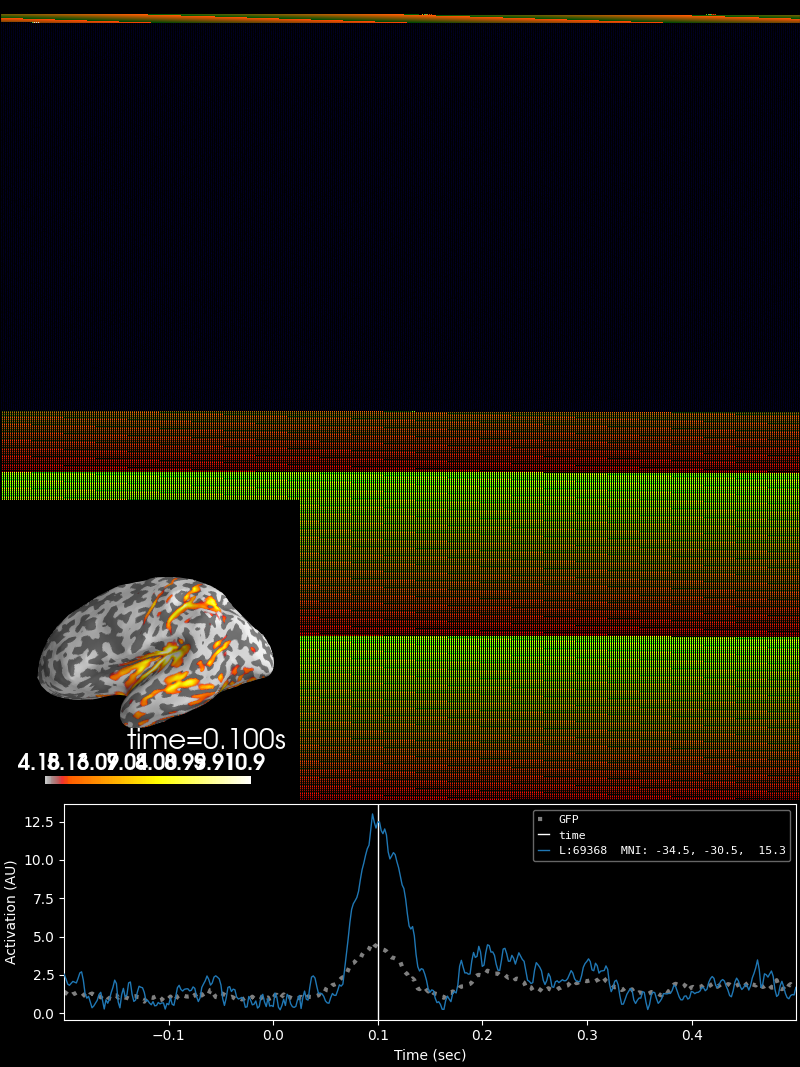 time=0.100s
12.5
10.0
7.5
5.0
2.5
0.0
Activation (AU)
GFP
time
L:69368 MNI: -34.5, -30.5, 15.3
−0.1 0.0 0.1 0.2 0.3 0.4
Time (sec)